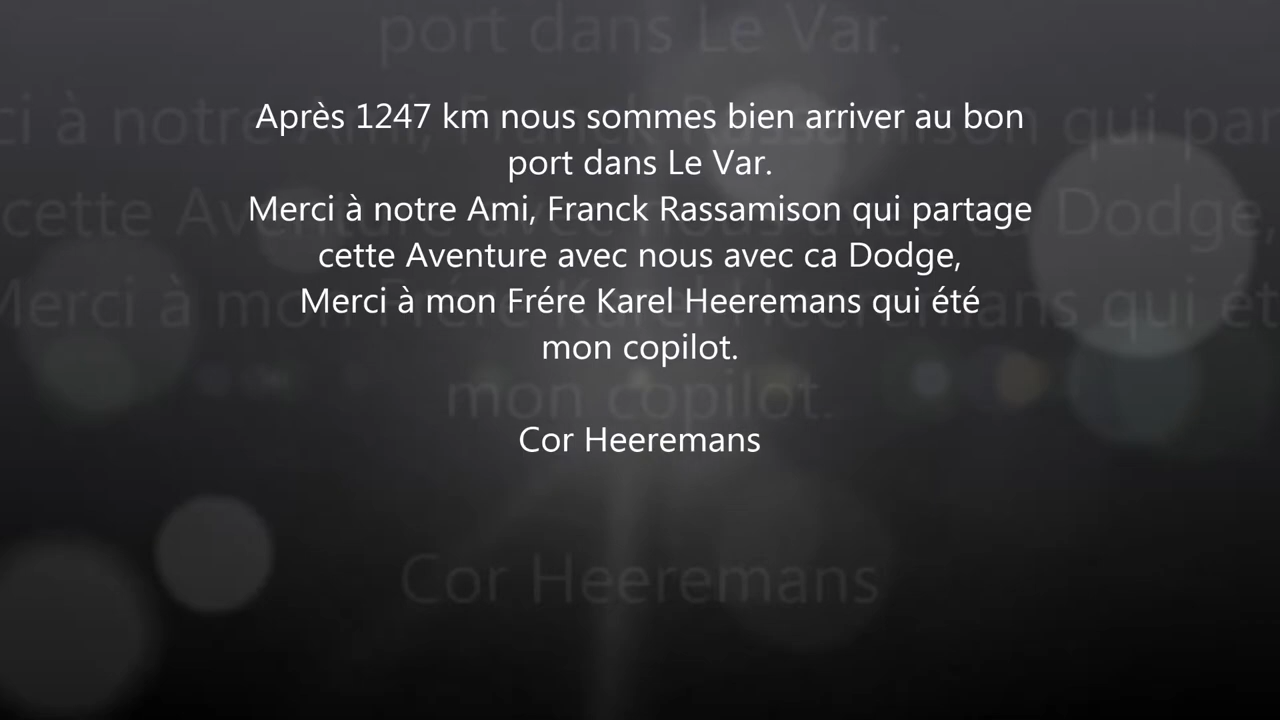 Après 1247 km nous sommes bien arriver au bon
port dans Le Var.
Merci à notre Ami, Franck Rassamison qui partage
cette Aventure avec nous avec ca Dodge,
Merci à mon Frére Karel Heeremans qui été
mon copilot.
Cor Heeremans